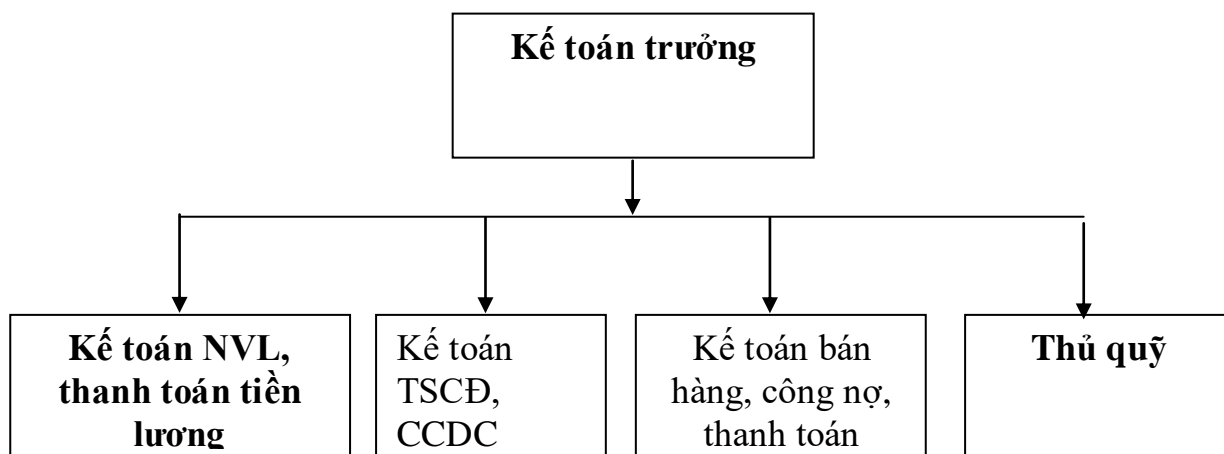 Kế toán trưởng
Kế toán NVL,
thanh toán tiền
lương
Kế toán
TSCĐ,
CCDC
Kế toán bán
hàng, công nợ,
thanh toán
Thủ quỹ